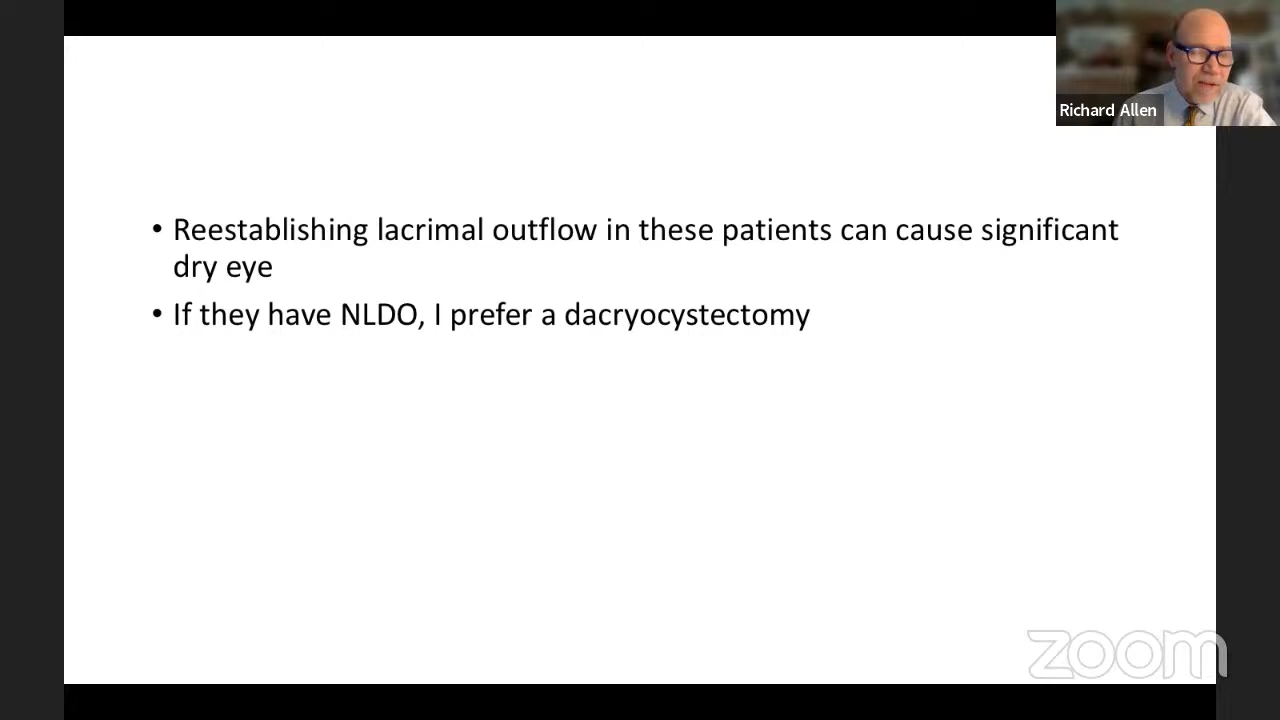 Richard Allen
• Reestablishing lacrimal outflow in these patients can cause significant
dry eye
• If they have NLDO, I prefer a dacryocystectomy
zoom